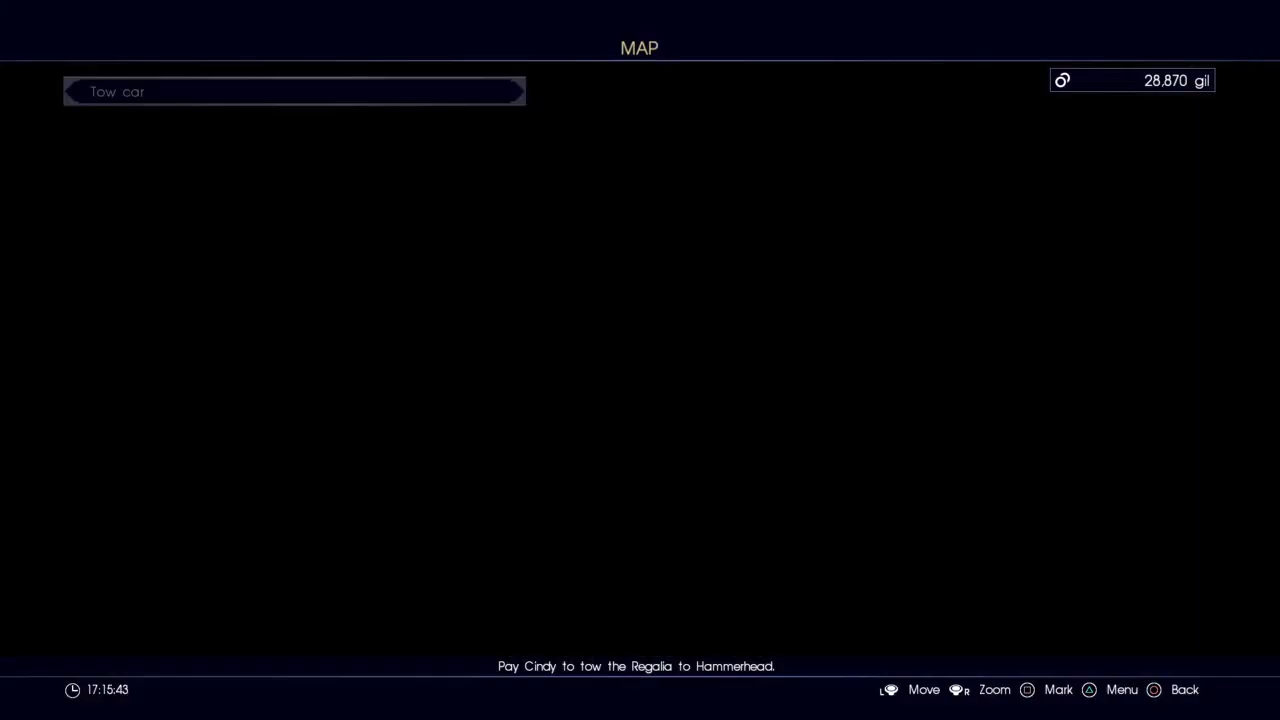 MAP
Tow car
28,870 gil
Pay Cindy to tow the Regalia to Hammerhead.
17:15:43
L Move R Zoom Mark Menu Back